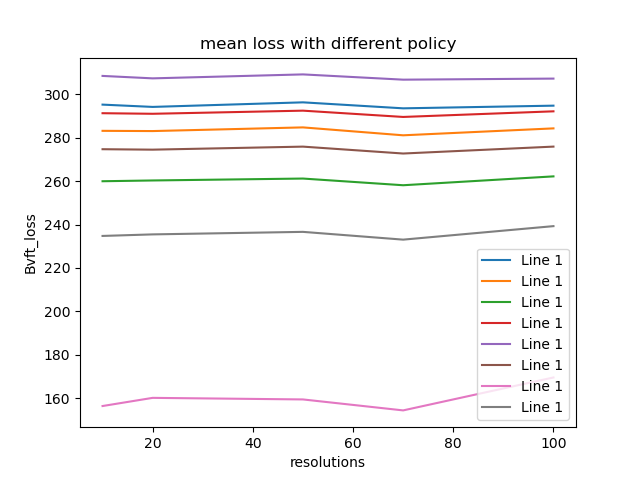 mean loss with different policy
Bvft_loss
300
280
260
240
220
200
180
160
Line 1
Line 1
Line 1
Line 1
Line 1
Line 1
Line 1
Line 1
20
40
60
80
100
resolutions